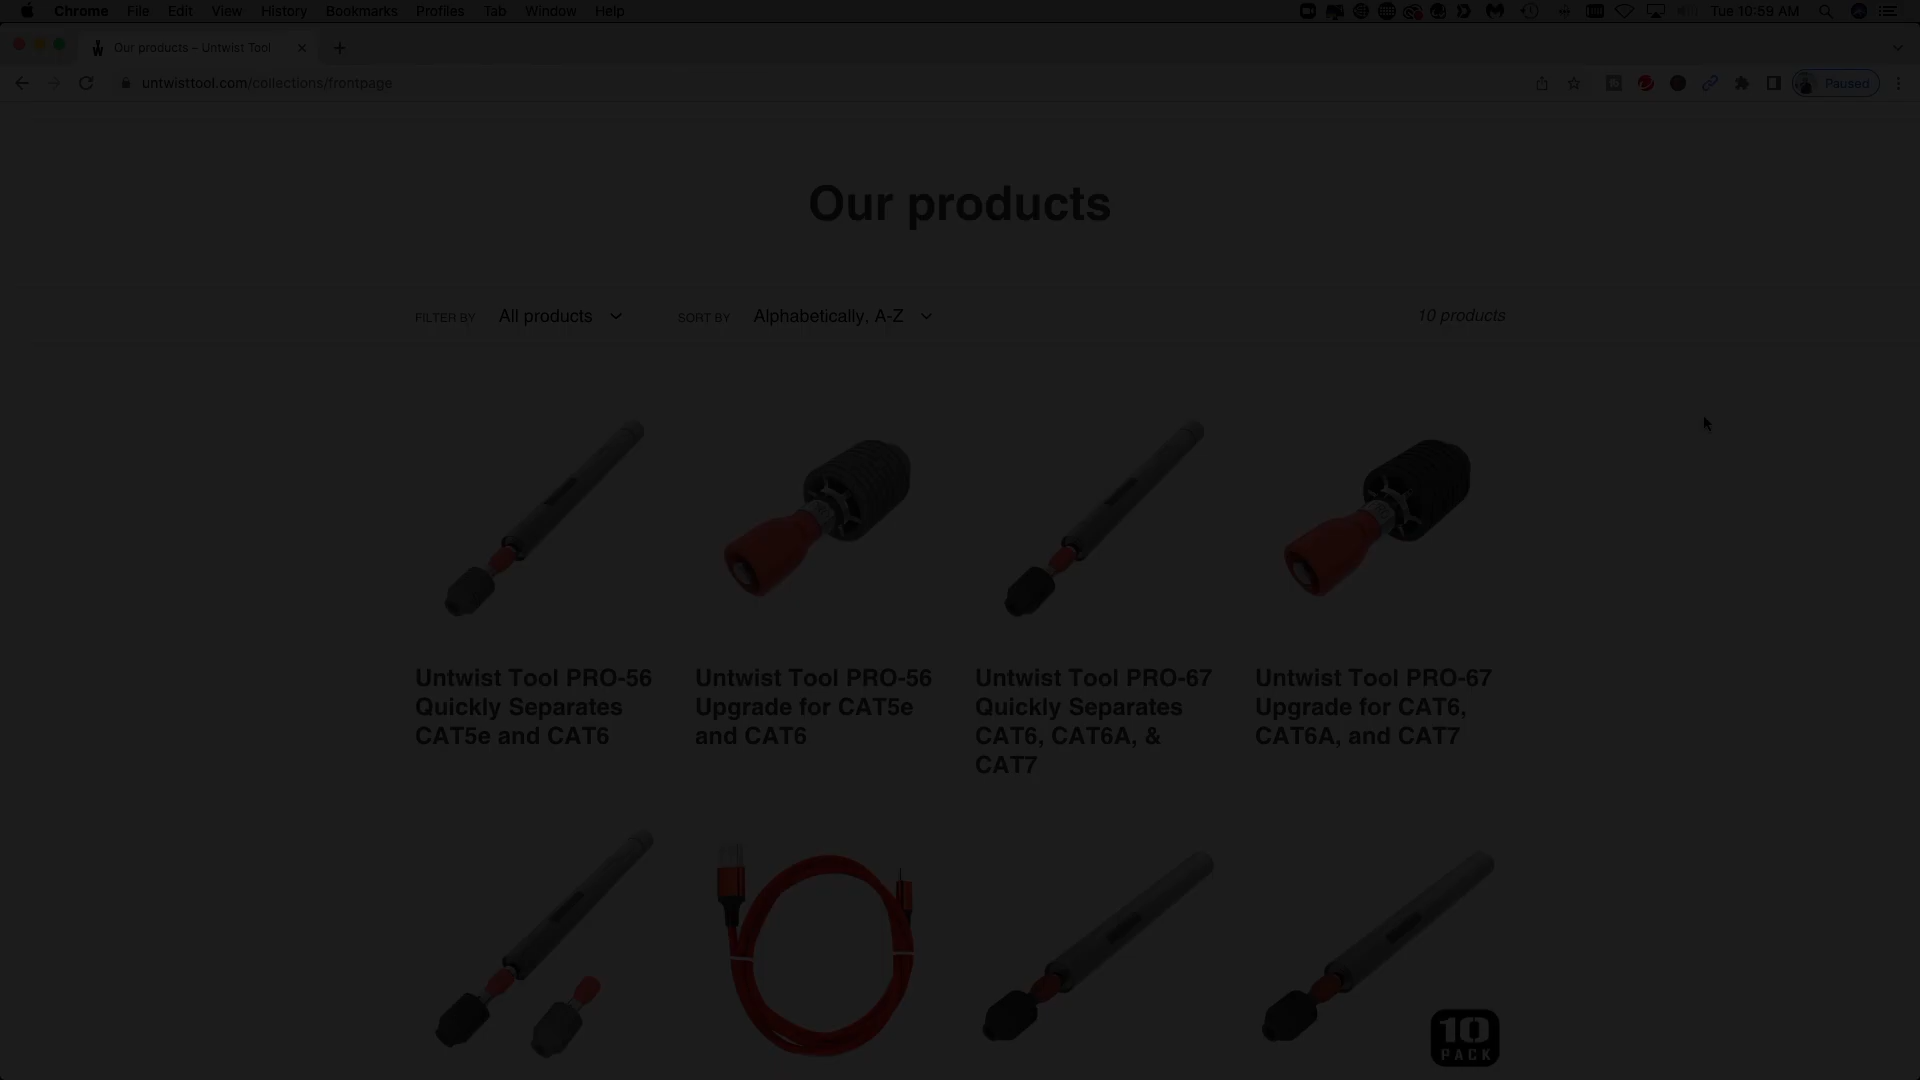 Chrome File Edit View History Bookmarks Profiles Tab Window Help Tue 10:59 AM
Our products – Untwist Tool
untwisttool.com/collections/frontpage Paused
Our products
FILTER BY All products SORT BY Alphabetically, A-Z 10 products
Untwist Tool PRO-56
Quickly Separates
CAT5e and CAT6
Untwist Tool PRO-56
Upgrade for CAT5e
and CAT6
Untwist Tool PRO-67
Quickly Separates
CAT6, CAT6A, &
CAT7
Untwist Tool PRO-67
Upgrade for CAT6,
CAT6A, and CAT7
10
PACK